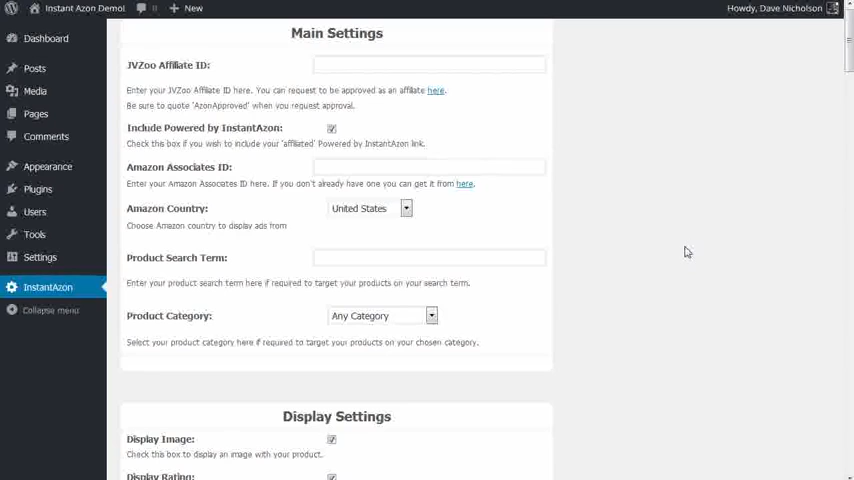 Instant Azon Demo! 0 New Howdy, Dave Nicholson
Dashboard
Posts
Media
Pages
Comments
Appearance
Plugins
Users
Tools
Settings
InstantAzon
Collapse menu
Main Settings
JVZoo Affiliate ID:
Enter your JVZoo Affiliate ID here. You can request to be approved as an affiliate here.
Be sure to quote 'AzonApproved' when you request approval.
Include Powered by InstantAzon:
Check this box if you wish to include your 'affiliated' Powered by InstantAzon link.
Amazon Associates ID:
Enter your Amazon Associates ID here. If you don't already have one you can get it from here.
Amazon Country: United States
Choose Amazon country to display ads from
Product Search Term:
Enter your product search term here if required to target your products on your search term.
Product Category: Any Category
Select your product category here if required to target your products on your chosen category.
Display Settings
Display Image:
Check this box to display an image with your product.
Display Rating: